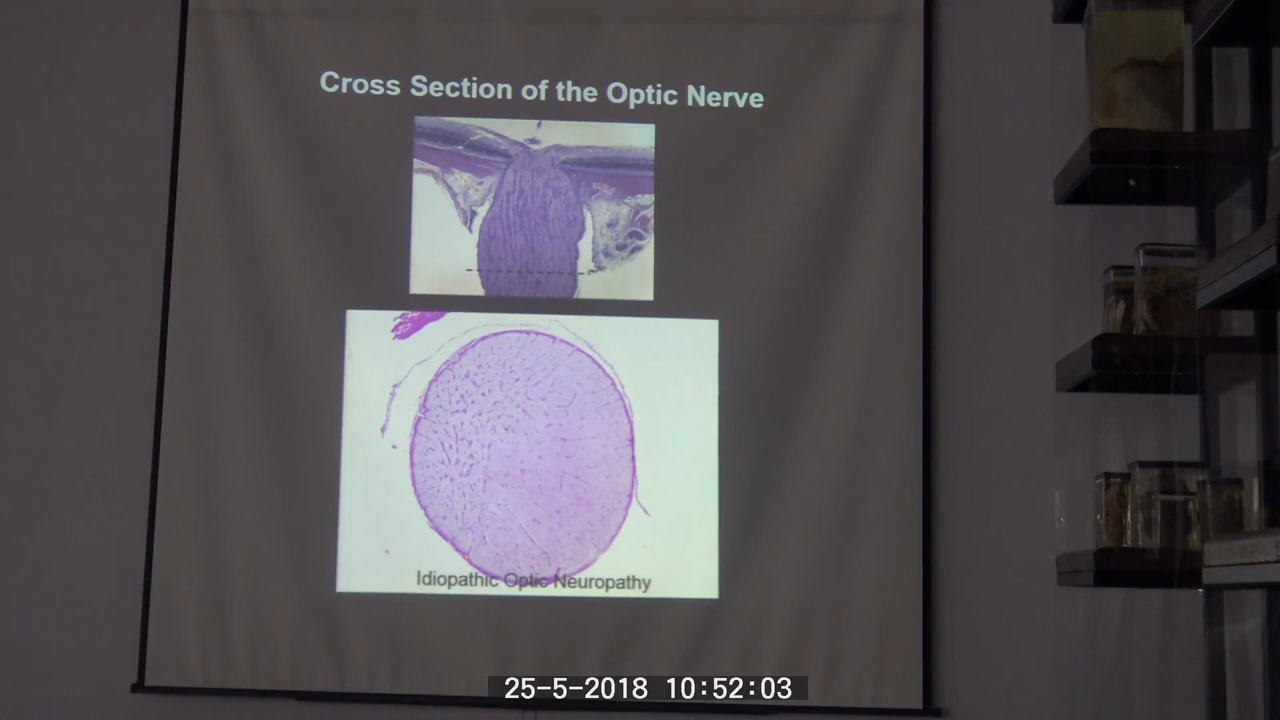 Cross Section of the Optic Nerve
Idiopathic Optic Neuropathy
25-5-2018 10:52:03